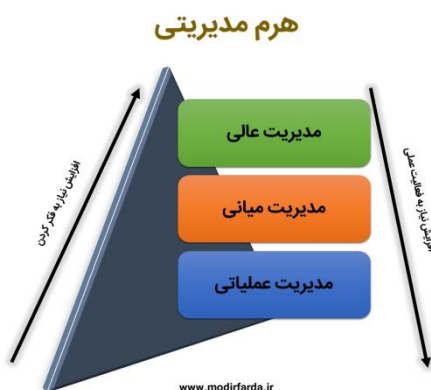 هرم مدیریتی
مدیریت عالی
مدیریت میانی
مدیریت عملیاتی
افزایش نیاز به فکر کردن
افزایش نیاز به فعالیت عملی
www.modirfarda.ir